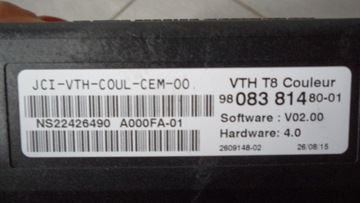 JCI-VTH-COUL-CEM-00.
NS22426490 A000FA-01
VTH T8 Couleur
98 083 814 80-01
Software : V02.00
Hardware: 4.0
2609148-02 26/08/15